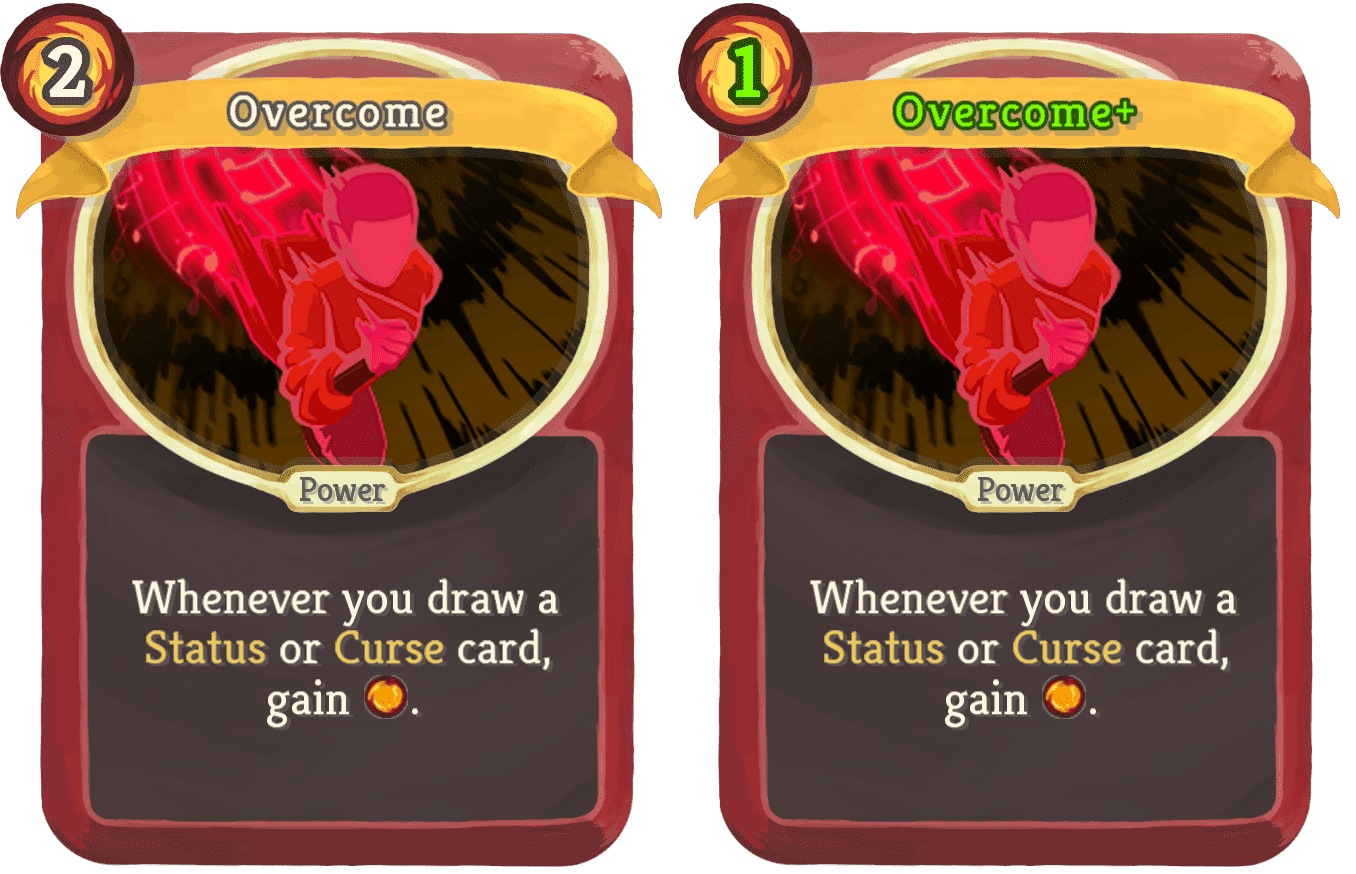 2
Overcome
Power
Whenever you draw a
Status or Curse card,
gain .
1
Overcome+
Power
Whenever you draw a
Status or Curse card,
gain .